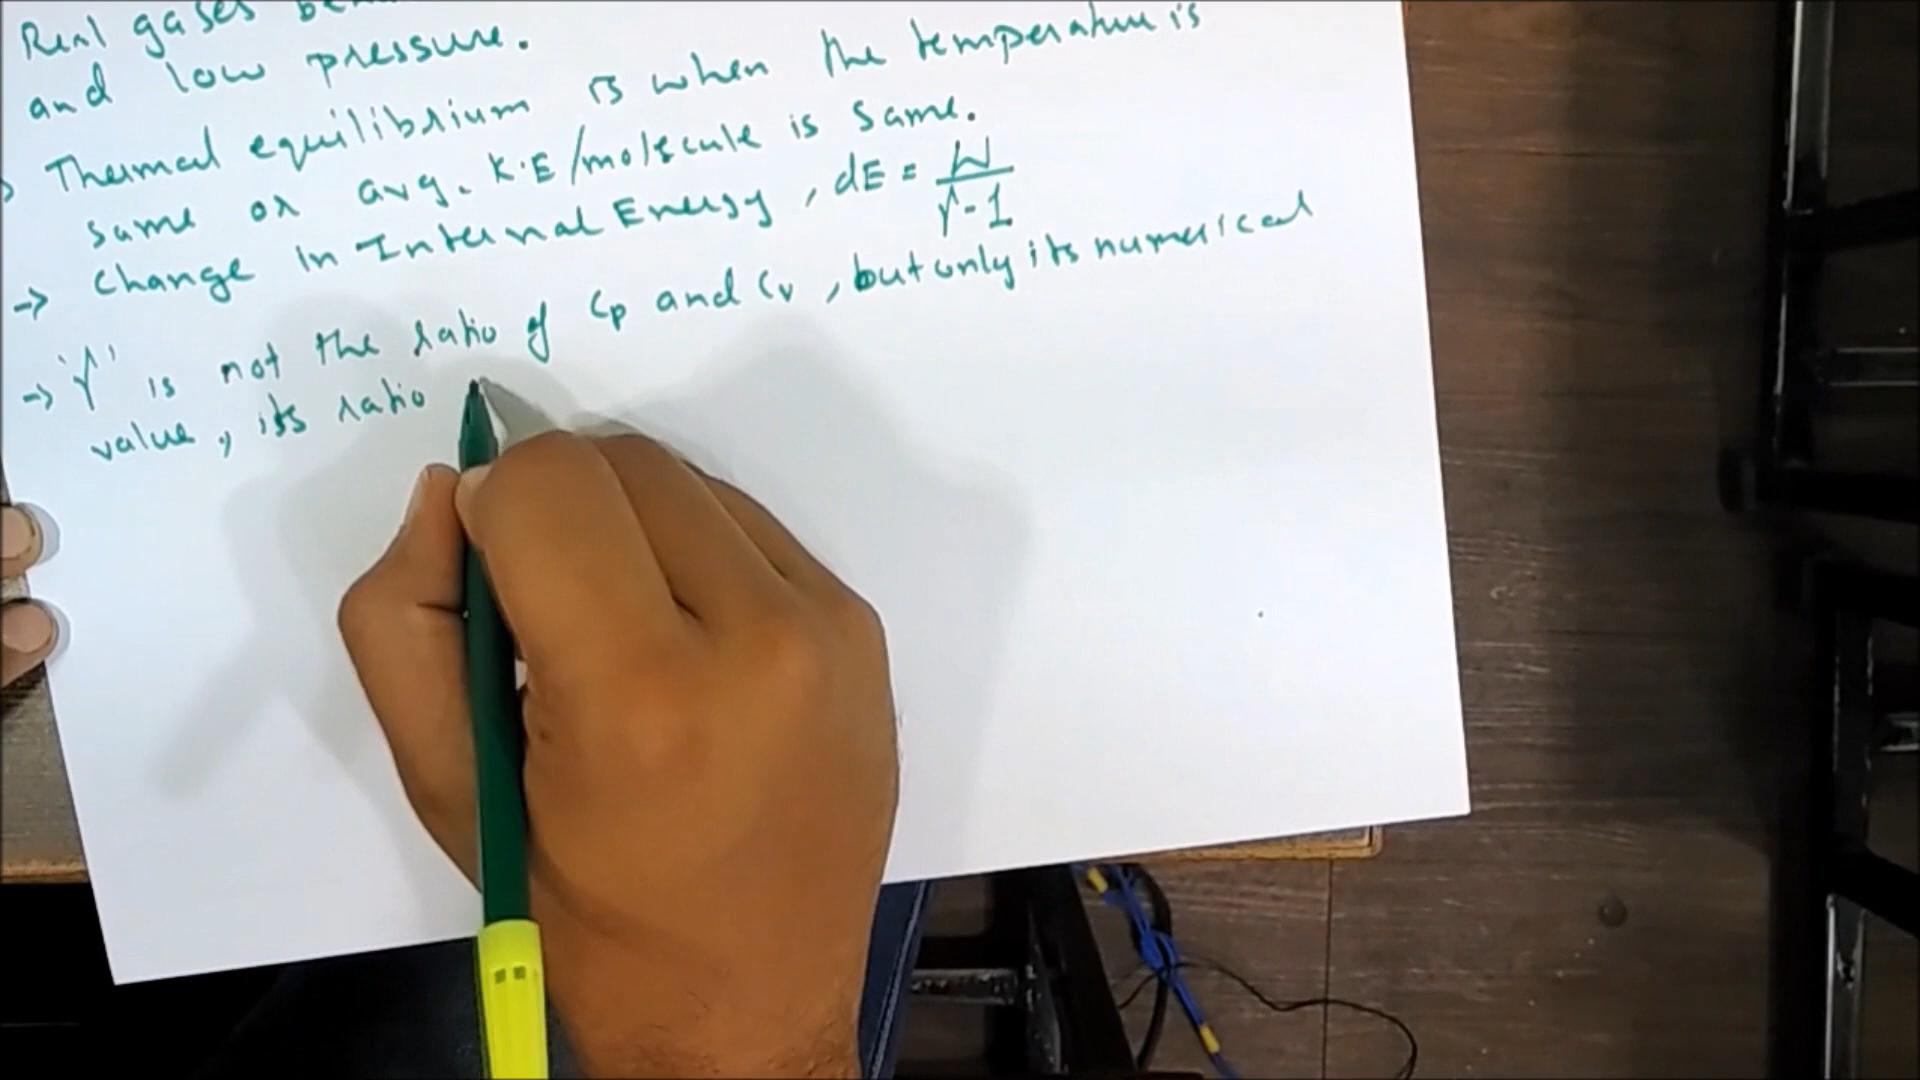 Real gases
and low pressure.
Thermal equilibrium is when the temperature is
same or avg. K.E/molecule is same.
→ Change in Internal Energy, dE = W/γ-1
→ 'γ' is not the ratio of Cp and Cv, but only its numerical
value, its ratio